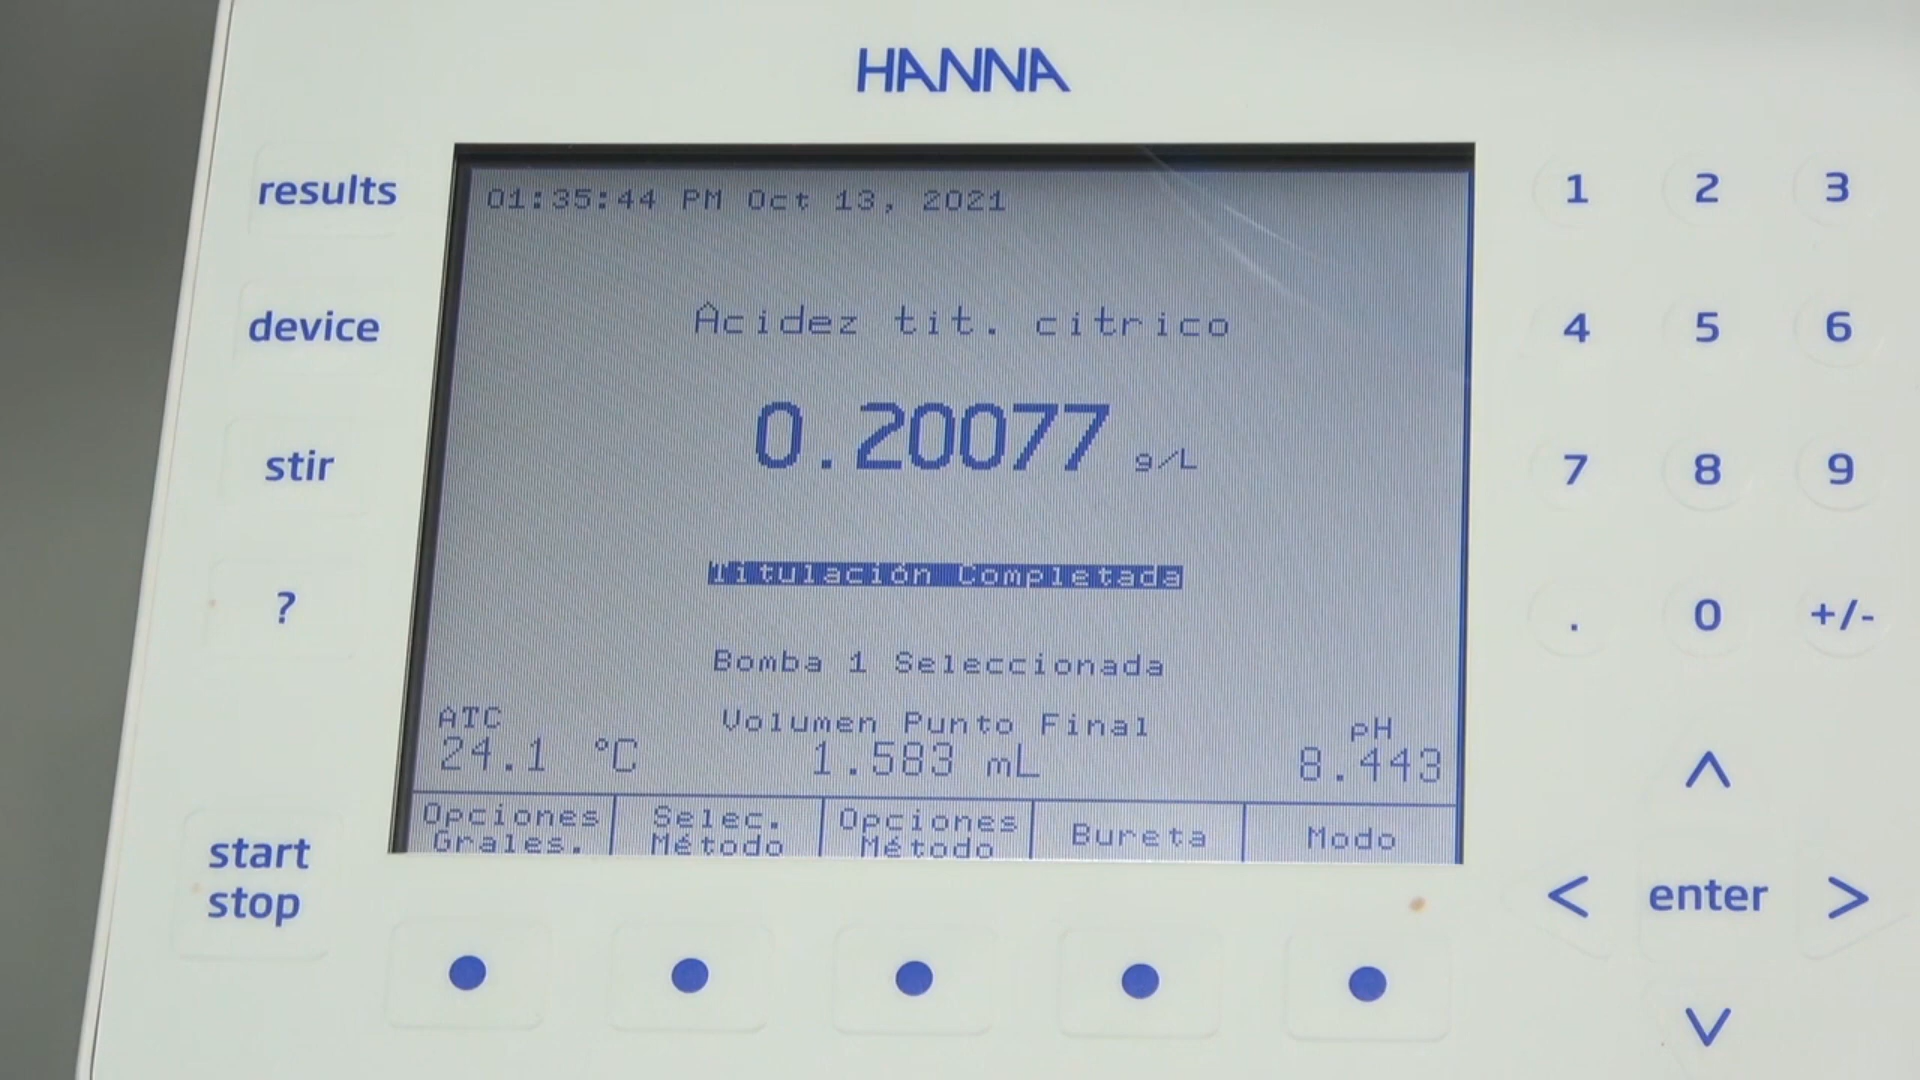 HANNA
results
device
stir
?
start
stop
01:35:44 PM Oct 13, 2021
Acidez tit. citrico
0.20077 g/L
Titulación Completada
Bomba 1 Seleccionada
ATC
24.1 °C
Volumen Punto Final
1.583 mL
pH
8.443
Opciones
Grales.
Selec.
Método
Opciones
Método
Bureta
Modo
1 2 3
4 5 6
7 8 9
. 0 +/-
enter